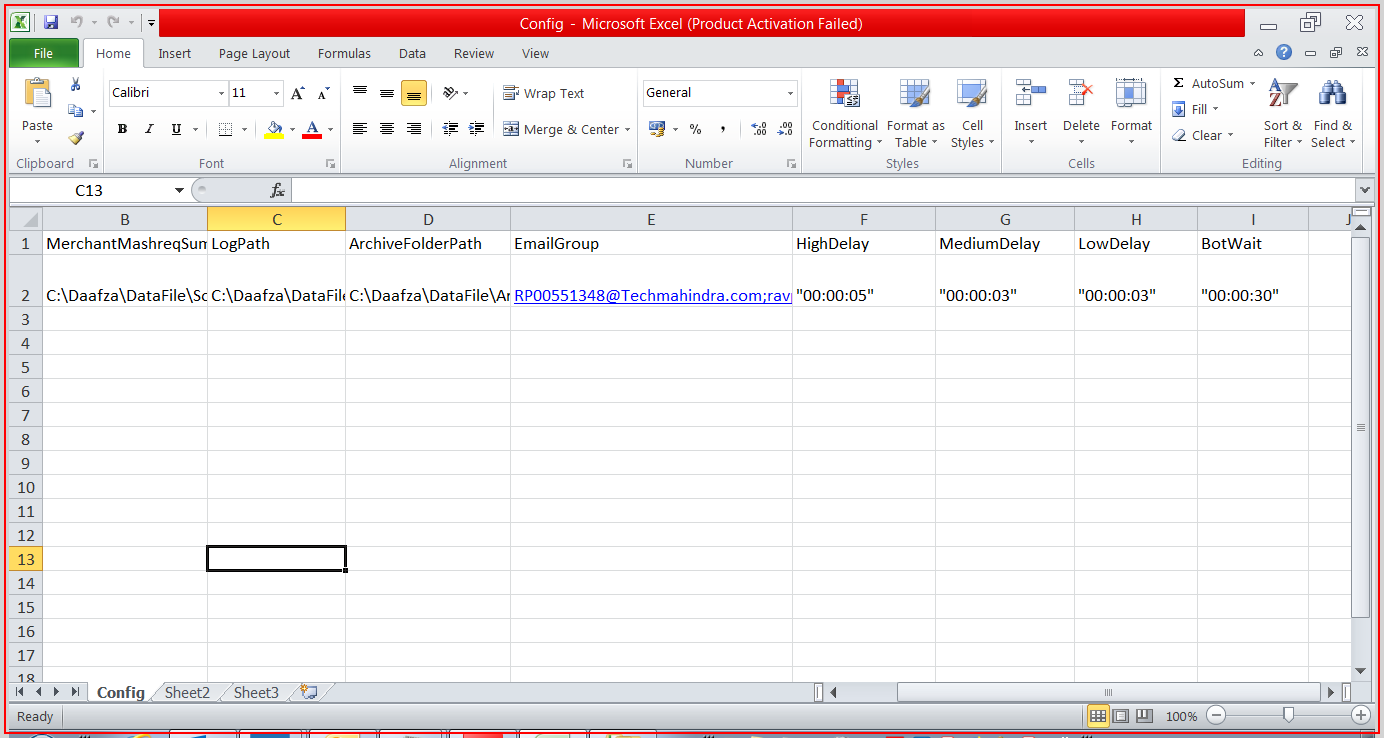 Config - Microsoft Excel (Product Activation Failed)
File Home Insert Page Layout Formulas Data Review View
Calibri 11 Wrap Text General AutoSum
Paste Conditional Formatting Format as Table Cell Styles Insert Delete Format Fill Sort & Filter Find & Select
B I U A Merge & Center % , Clear
Clipboard Font Alignment Number Styles Cells Editing
C13 fx
B C D E F G H I J
1 MerchantMashreqSum LogPath ArchiveFolderPath EmailGroup HighDelay MediumDelay LowDelay BotWait
2 C:\Daafza\DataFile\Sc C:\Daafza\DataFile C:\Daafza\DataFile\Ar RP00551348@Techmahindra.com;rav "00:00:05" "00:00:03" "00:00:03" "00:00:30"
3
4
5
6
7
8
9
10
11
12
13
14
15
16
17
18
Config Sheet2 Sheet3
Ready 100%